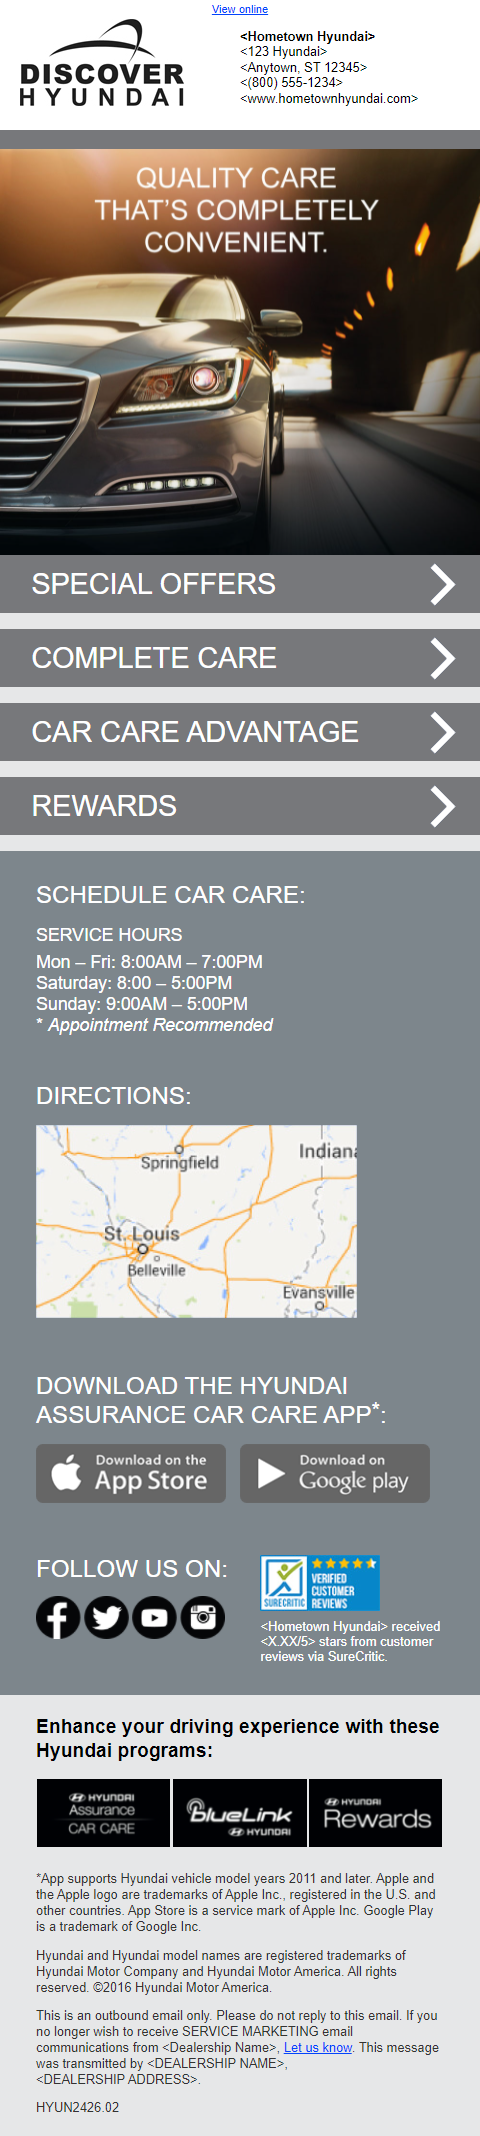 View online
DISCOVER
HYUNDAI
<Hometown Hyundai>
<123 Hyundai>
<Anytown, ST 12345>
<(800) 555-1234>
<www.hometownhyundai.com>
QUALITY CARE
THAT'S COMPLETELY
CONVENIENT.
SPECIAL OFFERS
COMPLETE CARE
CAR CARE ADVANTAGE
REWARDS
SCHEDULE CAR CARE:
SERVICE HOURS
Mon – Fri: 8:00AM – 7:00PM
Saturday: 8:00 – 5:00PM
Sunday: 9:00AM – 5:00PM
* Appointment Recommended
DIRECTIONS:
Springfield
Indiana
St. Louis
Belleville
Evansville
DOWNLOAD THE HYUNDAI
ASSURANCE CAR CARE APP*:
Download on the
App Store
Download on
Google play
FOLLOW US ON:
SURECRITIC
VERIFIED
CUSTOMER
REVIEWS
<Hometown Hyundai> received
<X.XX/5> stars from customer
reviews via SureCritic.
Enhance your driving experience with these
Hyundai programs:
HYUNDAI
Assurance
CAR CARE
BlueLink
HYUNDAI
HYUNDAI
Rewards
*App supports Hyundai vehicle model years 2011 and later. Apple and
the Apple logo are trademarks of Apple Inc., registered in the U.S. and
other countries. App Store is a service mark of Apple Inc. Google Play
is a trademark of Google Inc.
Hyundai and Hyundai model names are registered trademarks of
Hyundai Motor Company and Hyundai Motor America. All rights
reserved. ©2016 Hyundai Motor America.
This is an outbound email only. Please do not reply to this email. If you
no longer wish to receive SERVICE MARKETING email
communications from <Dealership Name>, Let us know. This message
was transmitted by <DEALERSHIP NAME>,
<DEALERSHIP ADDRESS>.
HYUN2426.02